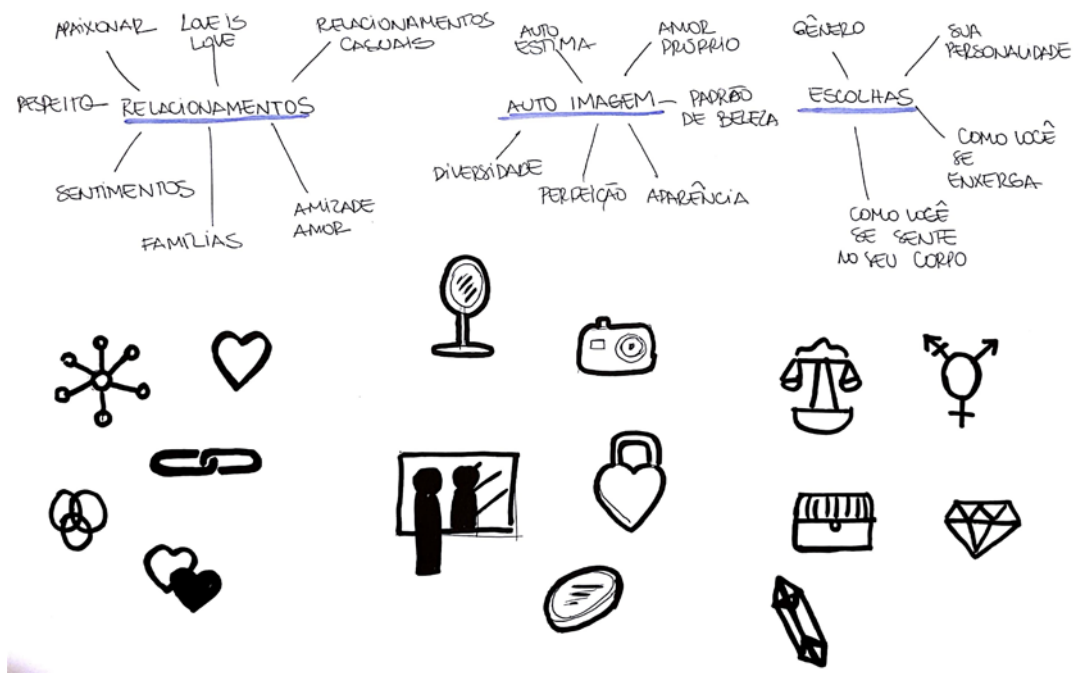 APAIXONAR
LOVE IS
LOVE
RELACIONAMENTOS
CASUAIS
RESPEITO
RELACIONAMENTOS
SENTIMENTOS
FAMÍLIAS
AMIZADE
AMOR
AUTO
ESTIMA
AMOR
PRÓPRIO
AUTO IMAGEM
PADRÃO
DE BELEZA
DIVERSIDADE
PERFEIÇÃO
APARÊNCIA
GÊNERO
SUA
PERSONALIDADE
ESCOLHAS
COMO VOCÊ
SE
ENXERGA
COMO VOCÊ
SE SENTE
NO SEU CORPO